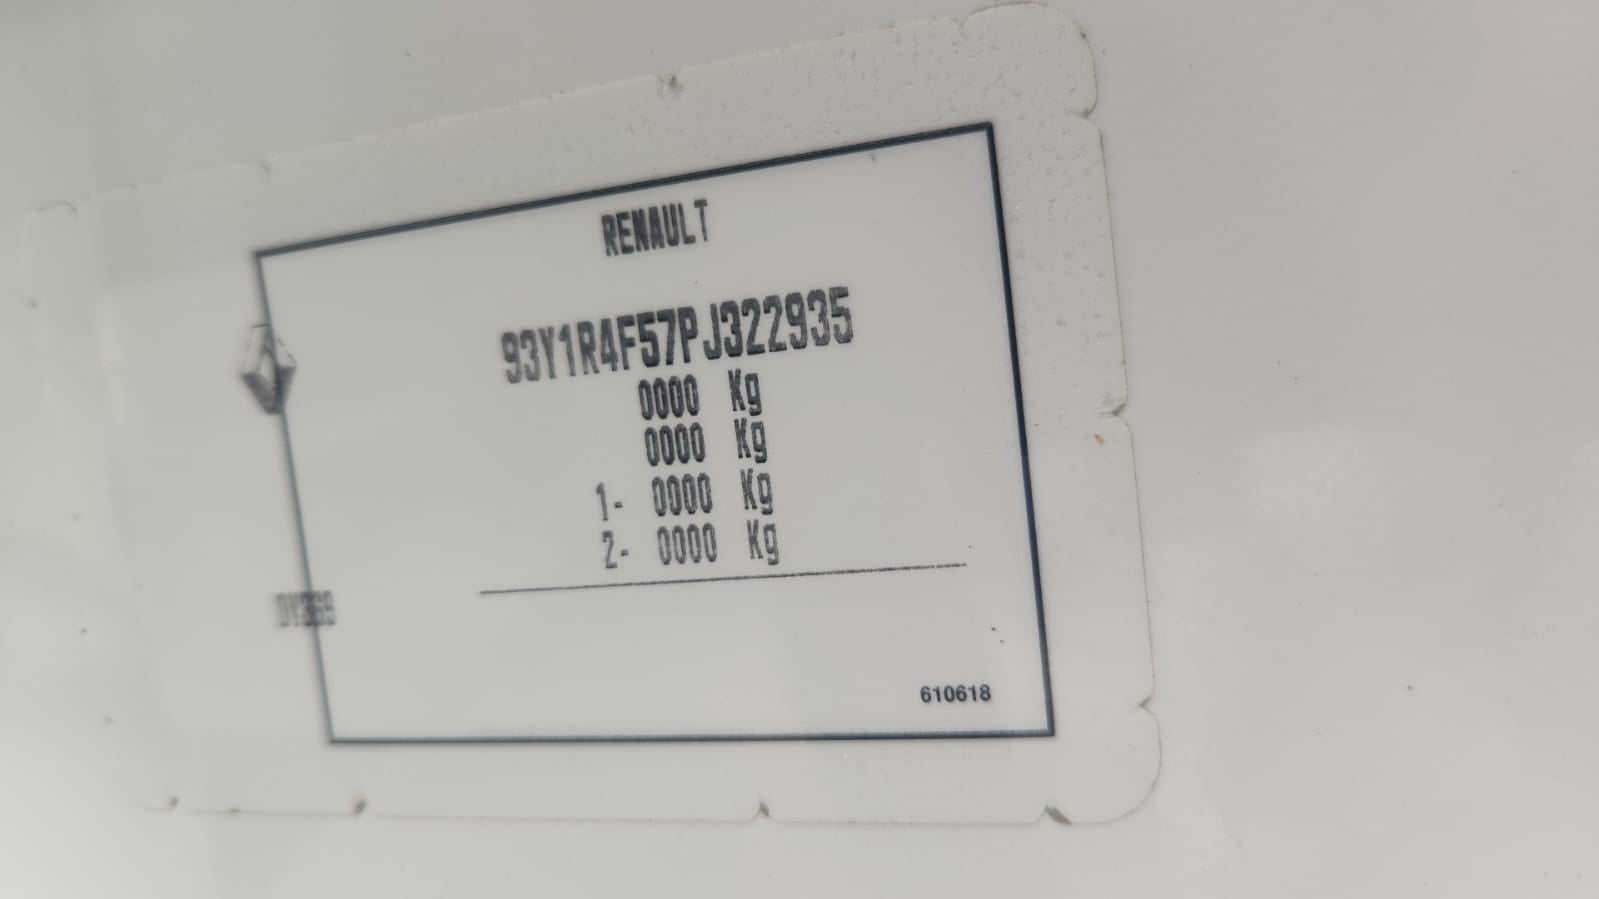 RENAULT
93Y1R4F57PJ322935
0000 Kg
0000 Kg
1- 0000 Kg
2- 0000 Kg
610618